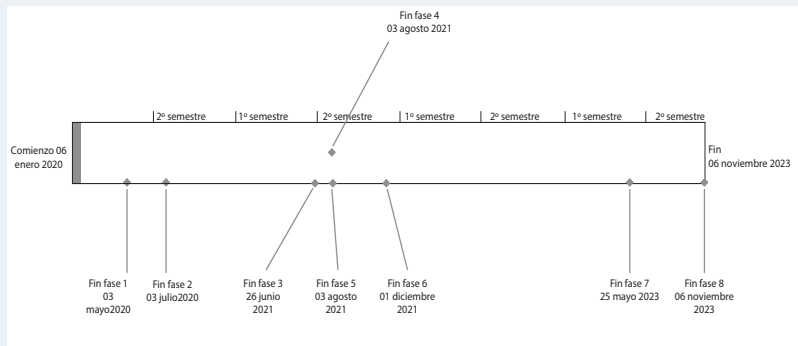 Fin fase 4
03 agosto 2021
2º semestre
1º semestre
2º semestre
1º semestre
2º semestre
1º semestre
2º semestre
Comienzo 06
enero 2020
Fin
06 noviembre 2023
Fin fase 1
03
mayo2020
Fin fase 2
03 julio2020
Fin fase 3
26 junio
2021
Fin fase 5
03 agosto
2021
Fin fase 6
01 diciembre
2021
Fin fase 7
25 mayo 2023
Fin fase 8
06 noviembre
2023